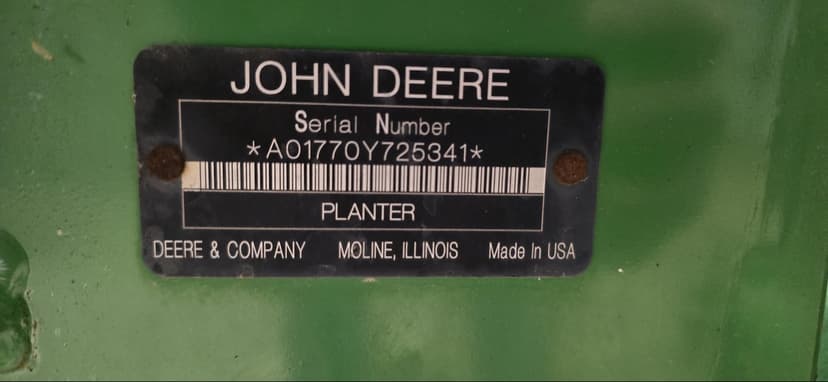 JOHN DEERE
Serial Number
*A01770Y725341*
PLANTER
DEERE & COMPANY MOLINE, ILLINOIS Made In USA